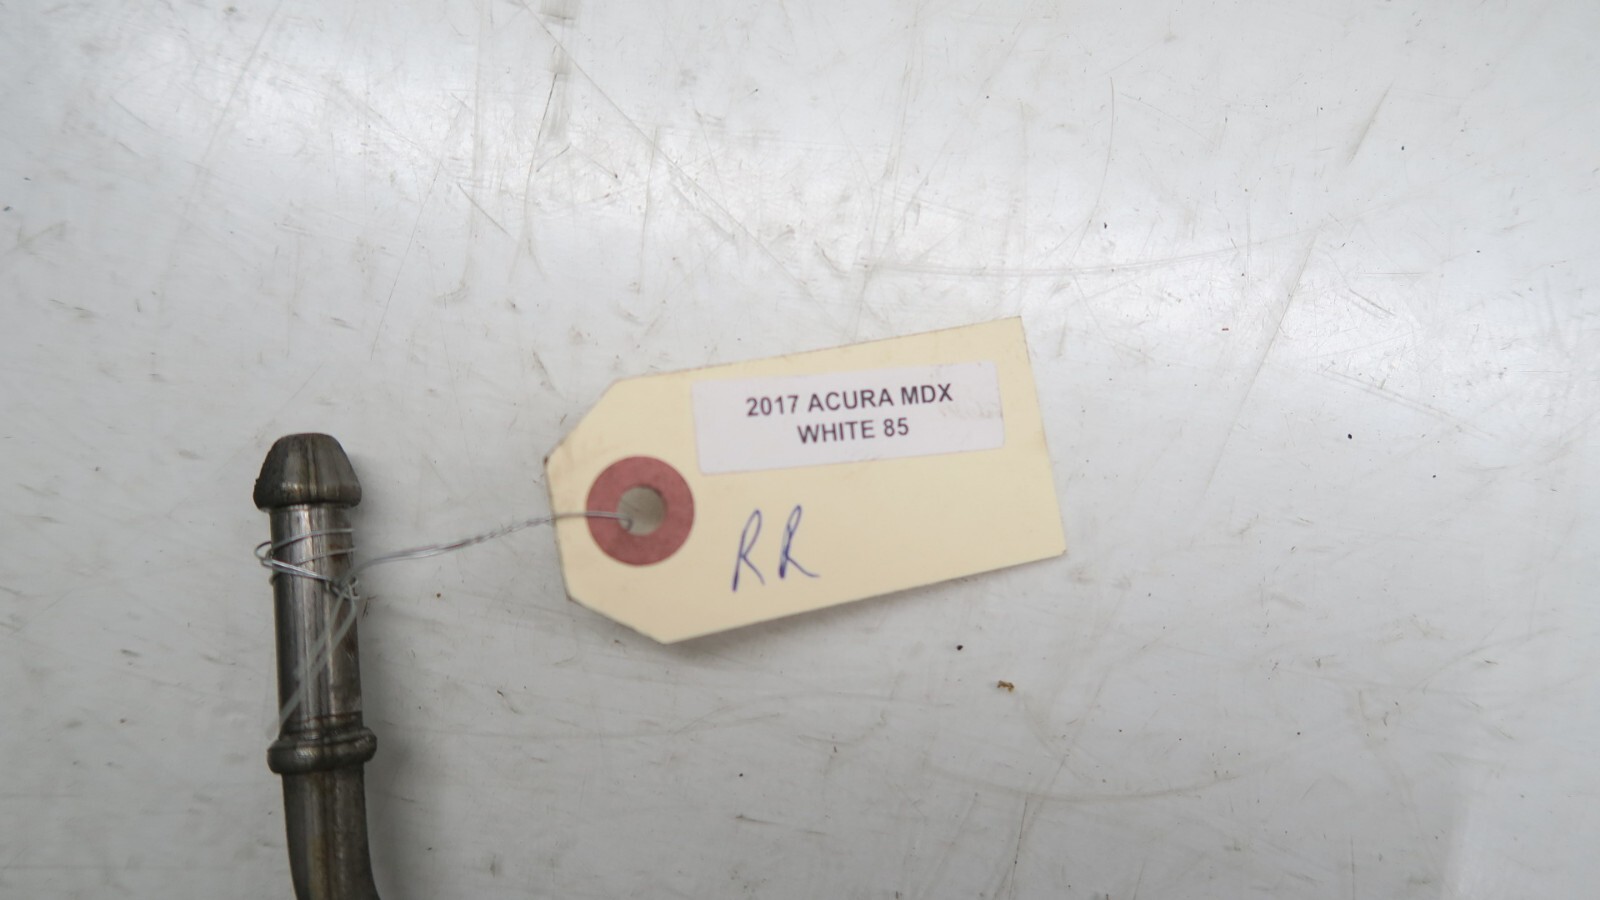 2017 ACURA MDX
WHITE 85
RR